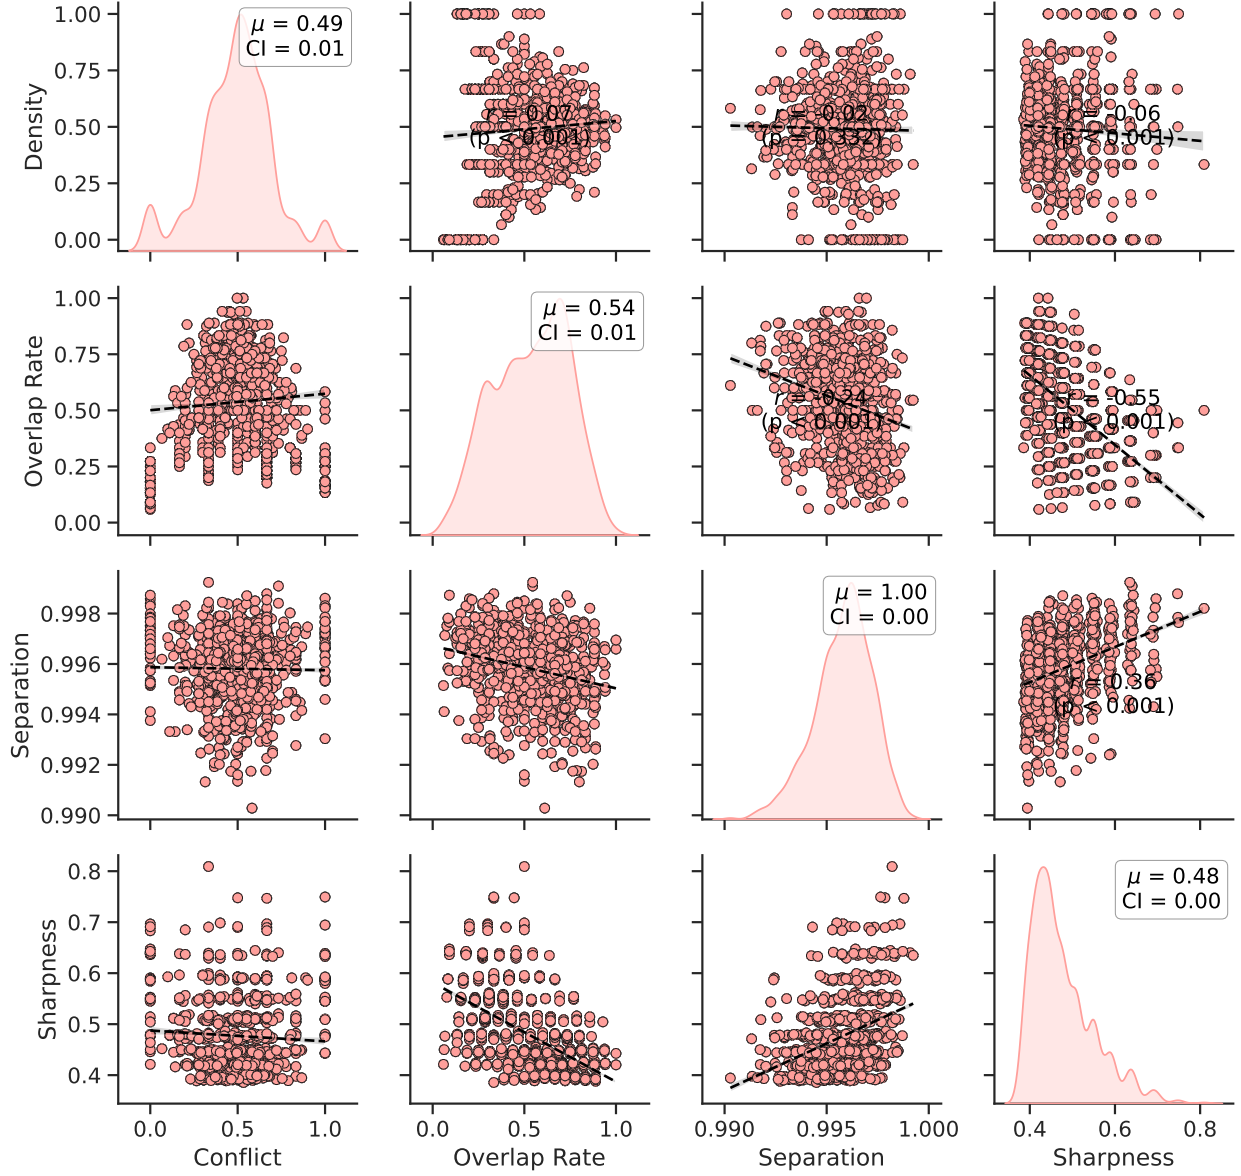 μ = 0.49
CI = 0.01
r = 0.07
(p < 0.001)
r = -0.02
(p = 0.332)
r = -0.06
(p < 0.001)
Density
1.00
0.75
0.50
0.25
0.00
μ = 0.54
CI = 0.01
r = -0.24
(p < 0.001)
r = -0.55
(p < 0.001)
Overlap Rate
1.00
0.75
0.50
0.25
0.00
μ = 1.00
CI = 0.00
r = 0.36
(p < 0.001)
Separation
0.998
0.996
0.994
0.992
0.990
μ = 0.48
CI = 0.00
Sharpness
0.8
0.7
0.6
0.5
0.4
0.0 0.5 1.0
Conflict
0.0 0.5 1.0
Overlap Rate
0.990 0.995 1.000
Separation
0.4 0.6 0.8
Sharpness